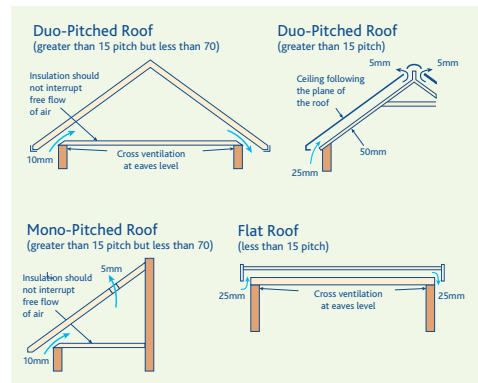 Duo-Pitched Roof
(greater than 15 pitch but less than 70)
Insulation should
not interrupt
free flow
of air
10mm
Cross ventilation
at eaves level
Duo-Pitched Roof
(greater than 15 pitch)
5mm
5mm
Ceiling following
the plane of
the roof
50mm
25mm
Mono-Pitched Roof
(greater than 15 pitch but less than 70)
Insulation should
not interrupt
free flow
of air
5mm
10mm
Flat Roof
(less than 15 pitch)
25mm
Cross ventilation
at eaves level
25mm